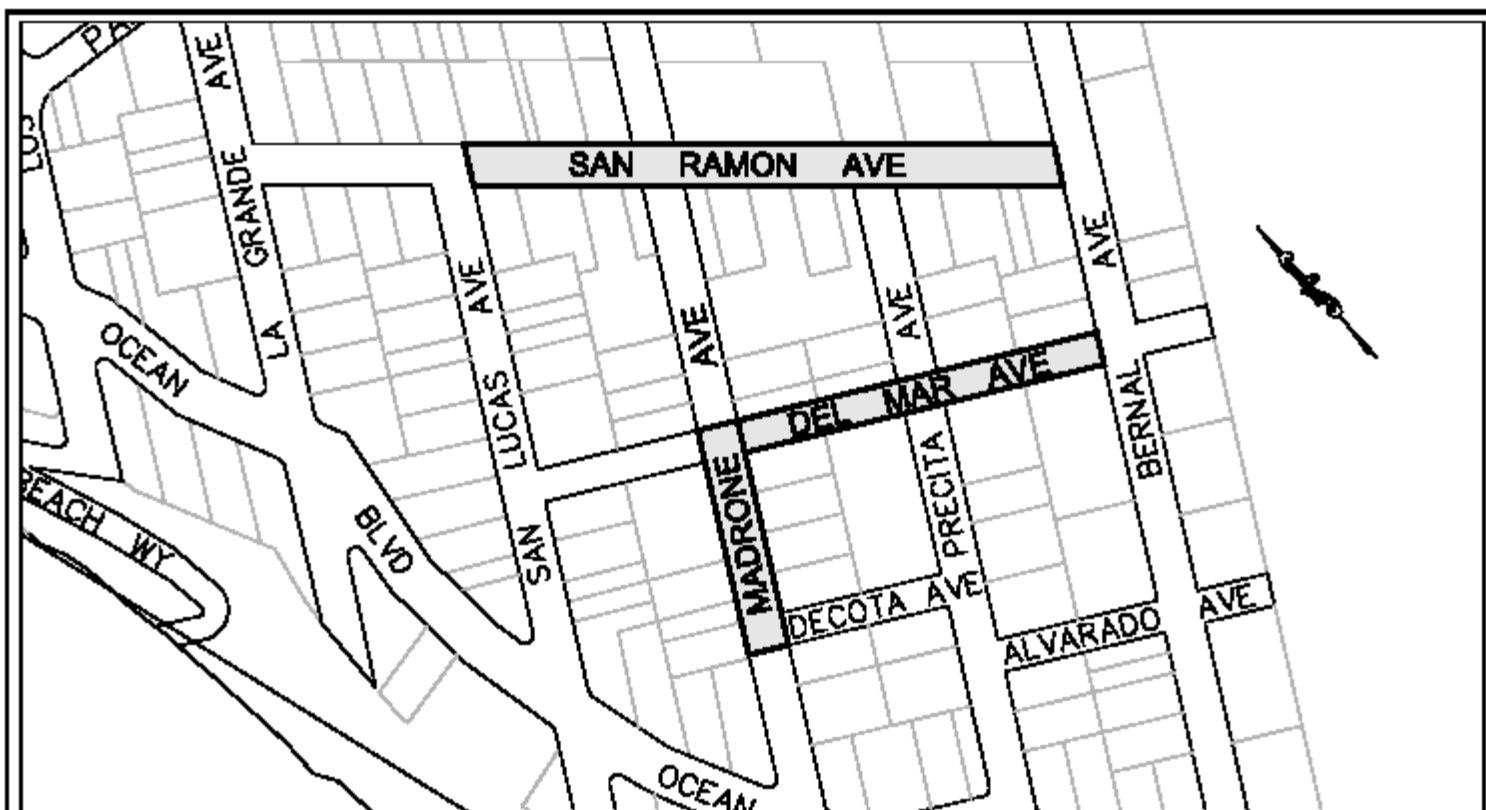 LA GRANDE AVE
SAN RAMON AVE
LOS
OCEAN BLVD
SAN LUCAS AVE
MADRONE AVE
PRECITA AVE
BERNAL AVE
DEL MAR AVE
BEACH WY
DECOTA AVE
ALVARADO AVE
OCEAN